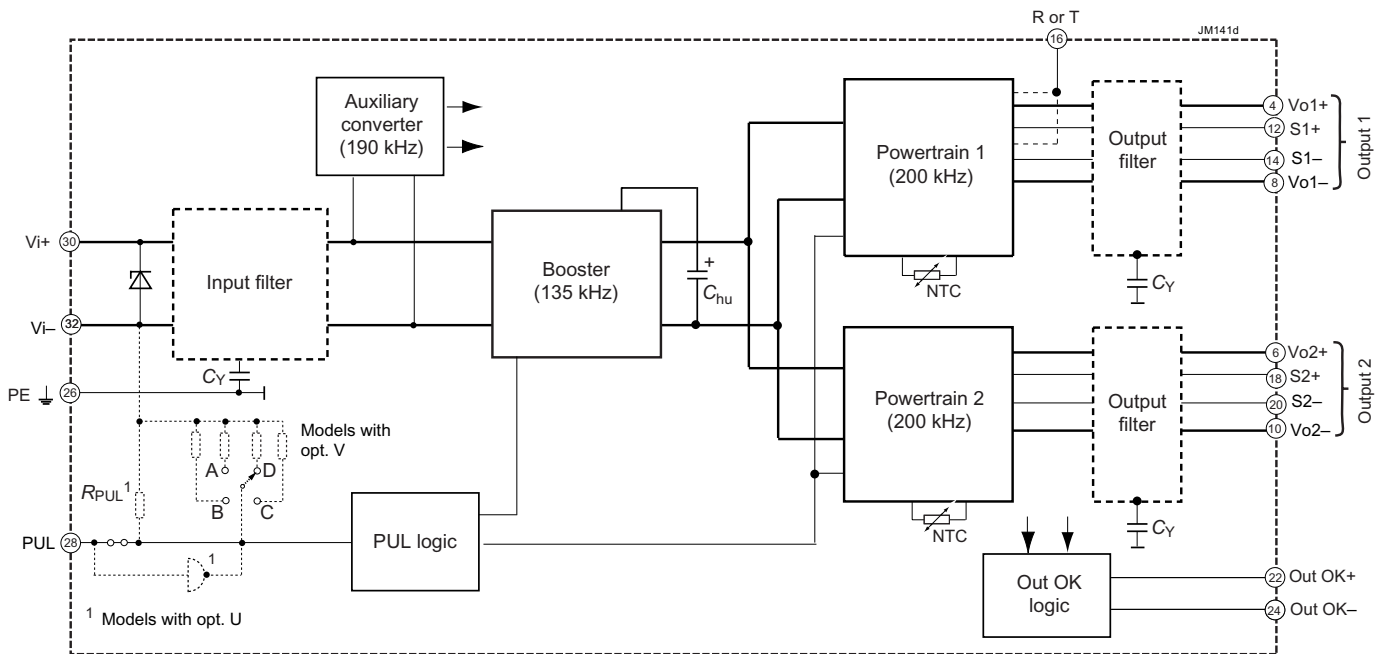 R or T
JM141d
16
Auxiliary
converter
(190 kHz)
Powertrain 1
(200 kHz)
Output
filter
4 Vo1+
12 S1+
14 S1–
8 Vo1–
Output 1
Vi+ 30
Input filter
Booster
(135 kHz)
+
Chu
NTC
CY
Vi– 32
CY
PE 26
Powertrain 2
(200 kHz)
Output
filter
6 Vo2+
18 S2+
20 S2–
10 Vo2–
Output 2
Models with
opt. V
A
D
B
C
RPUL1
PUL 28
PUL logic
NTC
CY
1
Out OK
logic
22 Out OK+
24 Out OK–
1 Models with opt. U